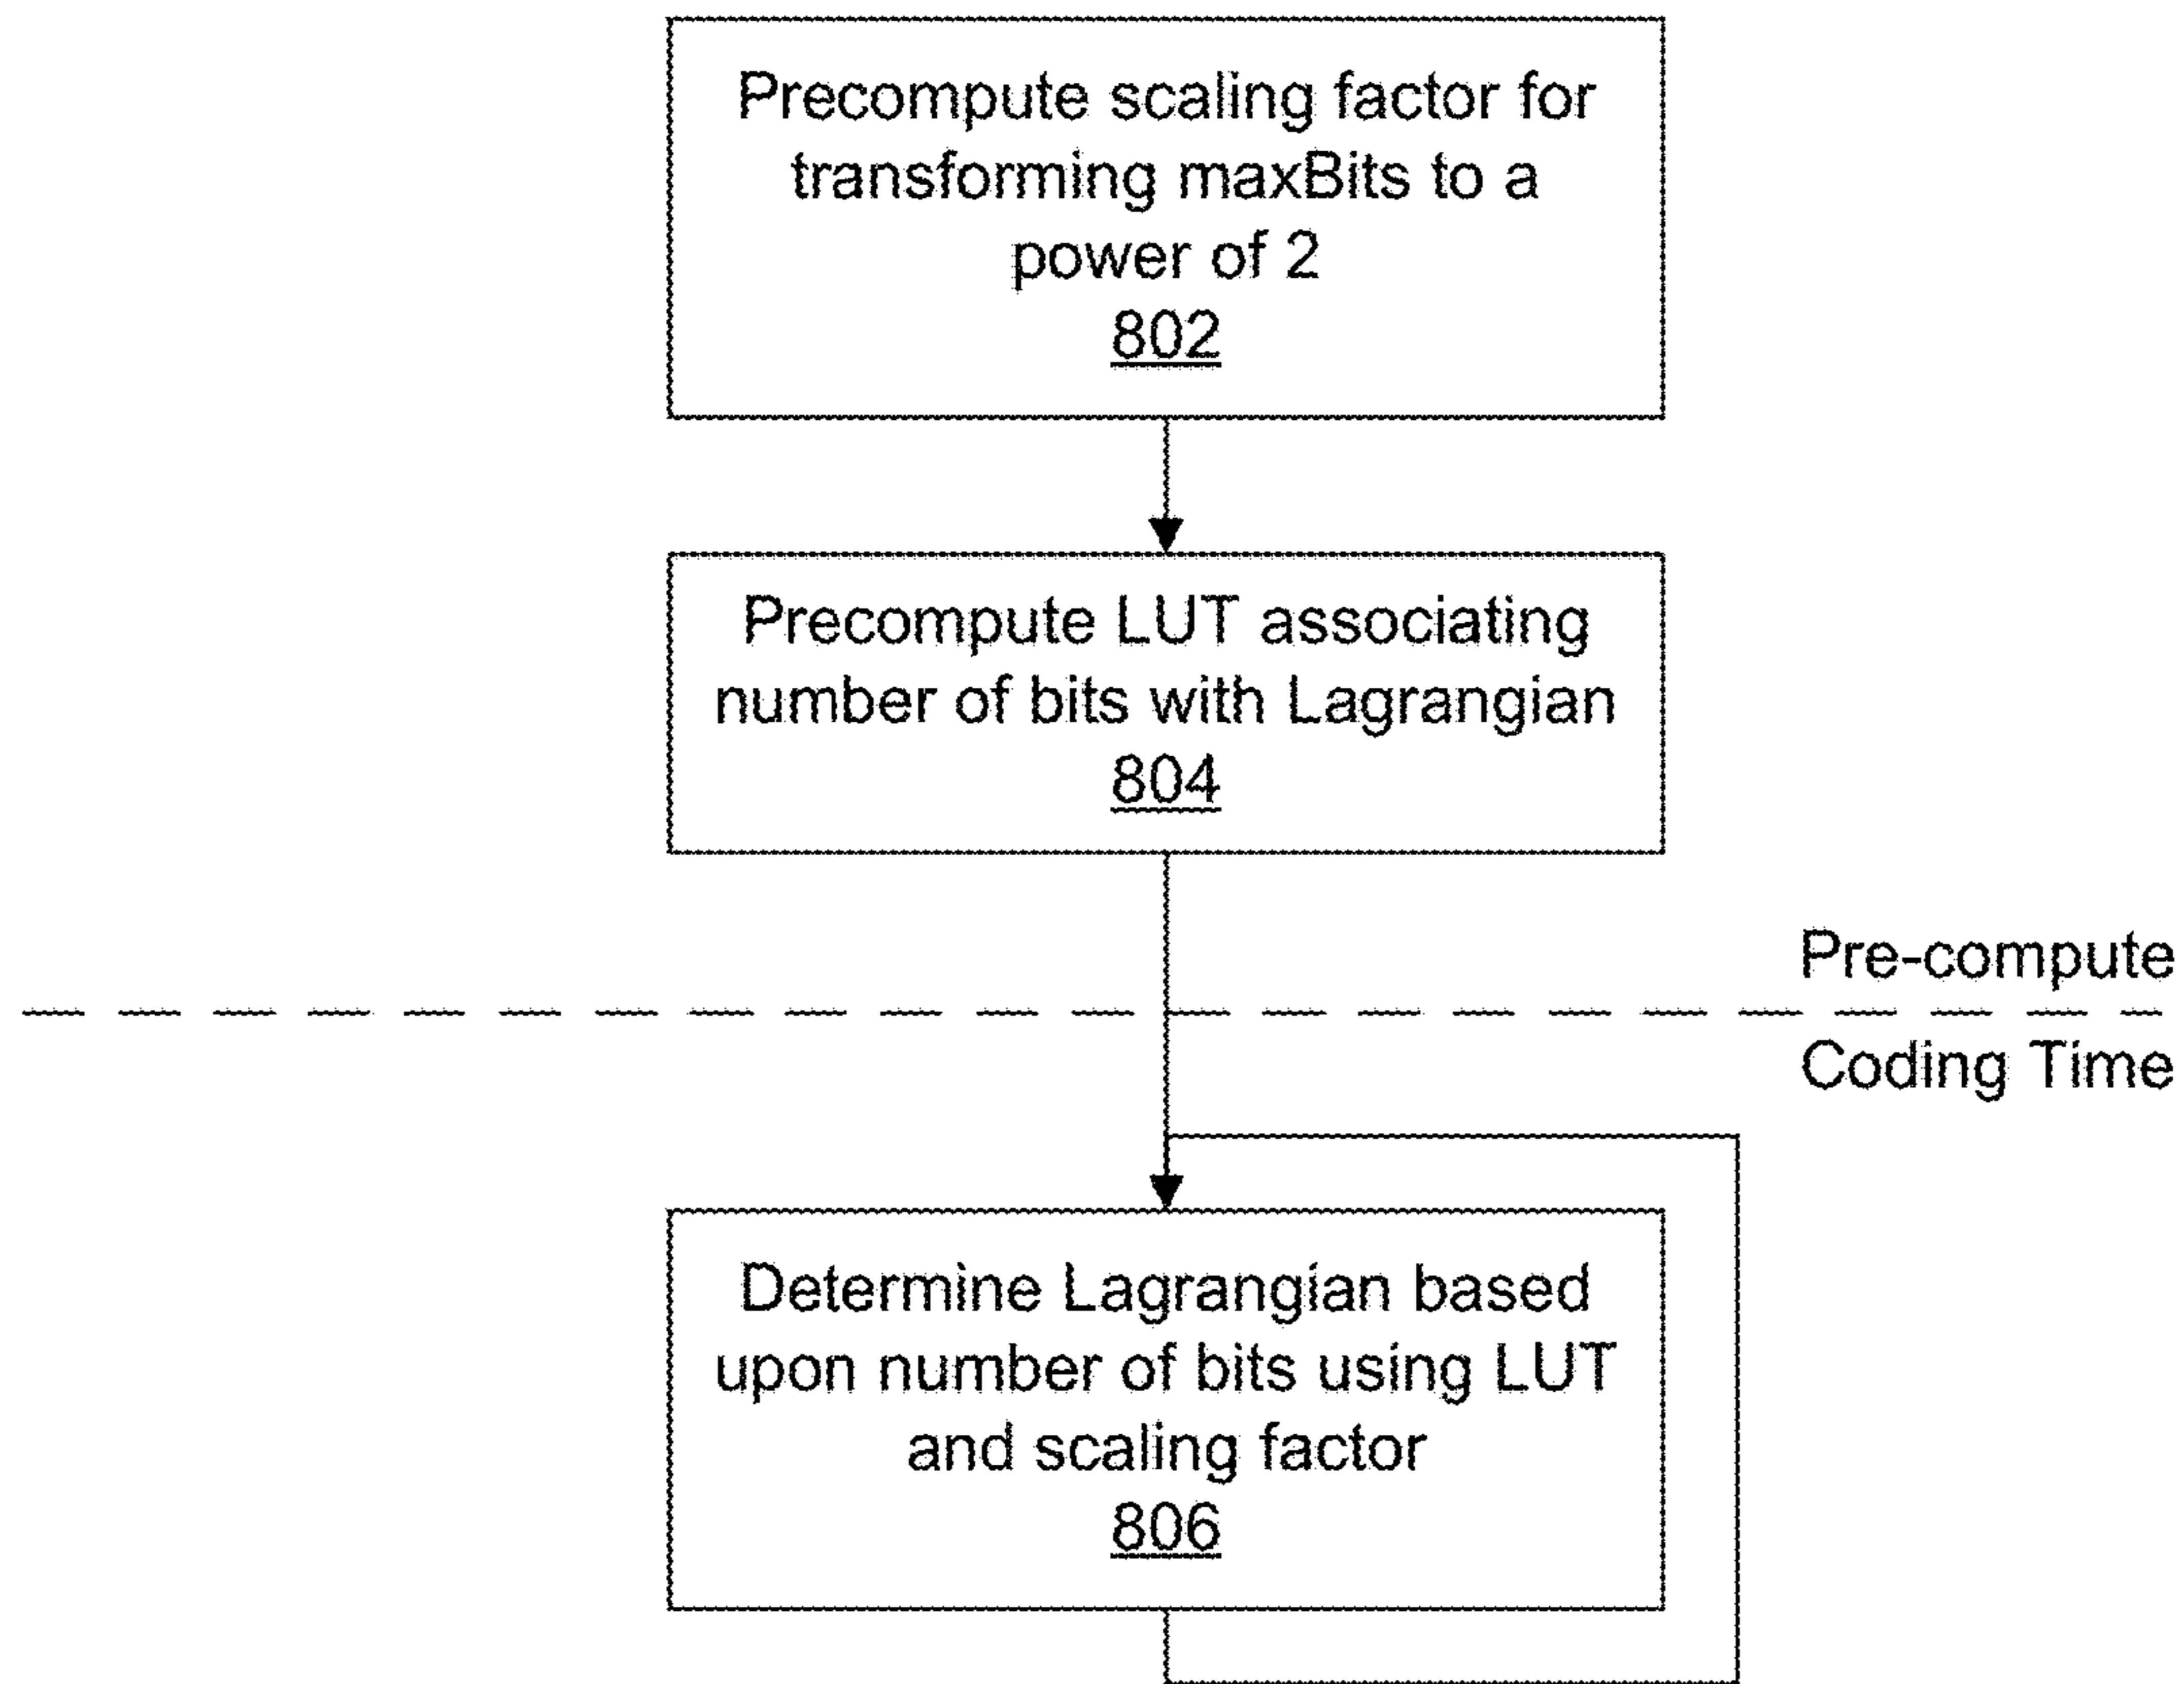 Precompute scaling factor for
transforming maxBits to a
power of 2
802
Precompute LUT associating
number of bits with Lagrangian
804
Pre-compute
Coding Time
Determine Lagrangian based
upon number of bits using LUT
and scaling factor
806